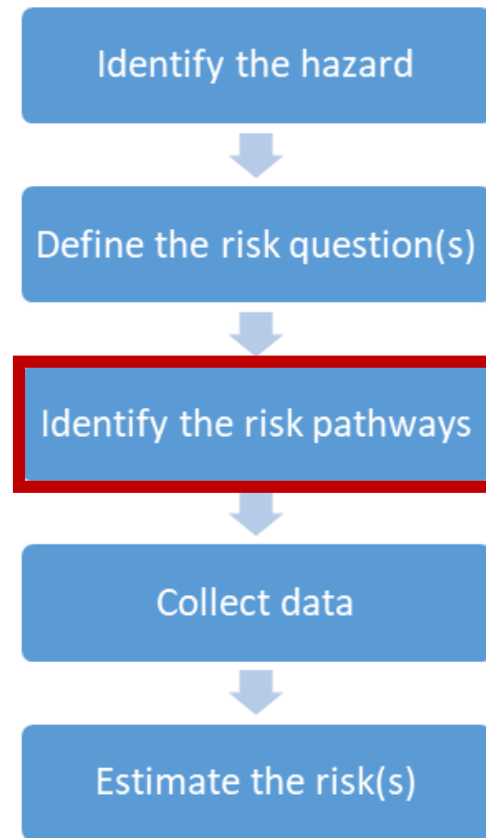 Identify the hazard
Define the risk question(s)
Identify the risk pathways
Collect data
Estimate the risk(s)